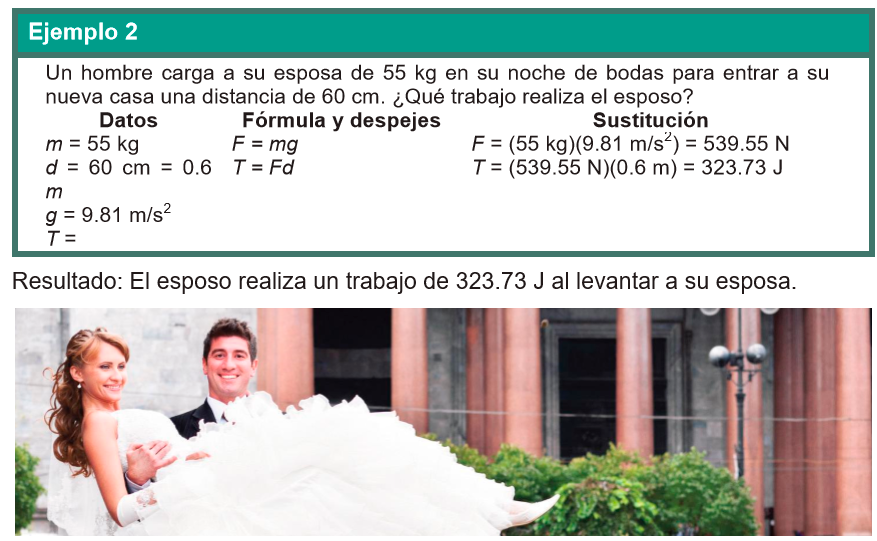 Ejemplo 2
Un hombre carga a su esposa de 55 kg en su noche de bodas para entrar a su
nueva casa una distancia de 60 cm. ¿Qué trabajo realiza el esposo?
Datos Fórmula y despejes Sustitución
m = 55 kg F = mg F = (55 kg)(9.81 m/s²) = 539.55 N
d = 60 cm = 0.6 T = Fd T = (539.55 N)(0.6 m) = 323.73 J
m
g = 9.81 m/s²
T =
Resultado: El esposo realiza un trabajo de 323.73 J al levantar a su esposa.